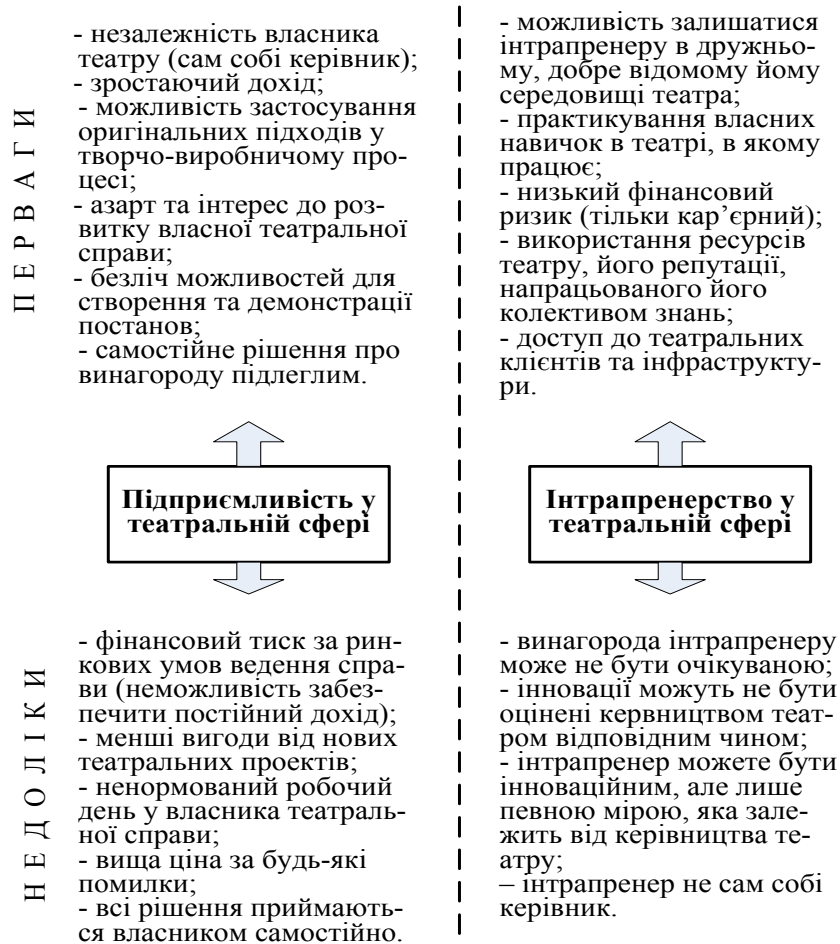 П Е Р В А Г И
- незалежність власника
театру (сам собі керівник);
- зростаючий дохід;
- можливість застосування
оригінальних підходів у
творчо-виробничому про-
цесі;
- азарт та інтерес до роз-
витку власної театральної
справи;
- безліч можливостей для
створення та демонстрації
постанов;
- самостійне рішення про
винагороду підлеглим.
- можливість залишатися
інтрапренеру в дружньо-
му, добре відомому йому
середовищі театра;
- практикування власних
навичок в театрі, в якому
працює;
- низький фінансовий
ризик (тільки кар’єрний);
- використання ресурсів
театру, його репутації,
напрацьованого його
колективом знань;
- доступ до театральних
клієнтів та інфраструкту-
ри.
Підприємливість у
театральній сфері
Інтрапренерство у
театральній сфері
Н Е Д О Л І К И
- фінансовий тиск за рин-
кових умов ведення спра-
ви (неможливість забез-
печити постійний дохід);
- менші вигоди від нових
театральних проектів;
- ненормований робочий
день у власника театраль-
ної справи;
- вища ціна за будь-які
помилки;
- всі рішення приймають-
ся власником самостійно.
- винагорода інтрапренеру
може не бути очікуваною;
- інновації можуть не бути
оцінені кервництвом теат-
ром відповідним чином;
- інтрапренер можете бути
інноваційним, але лише
певною мірою, яка зале-
жить від керівництва те-
атру;
– інтрапренер не сам собі
керівник.